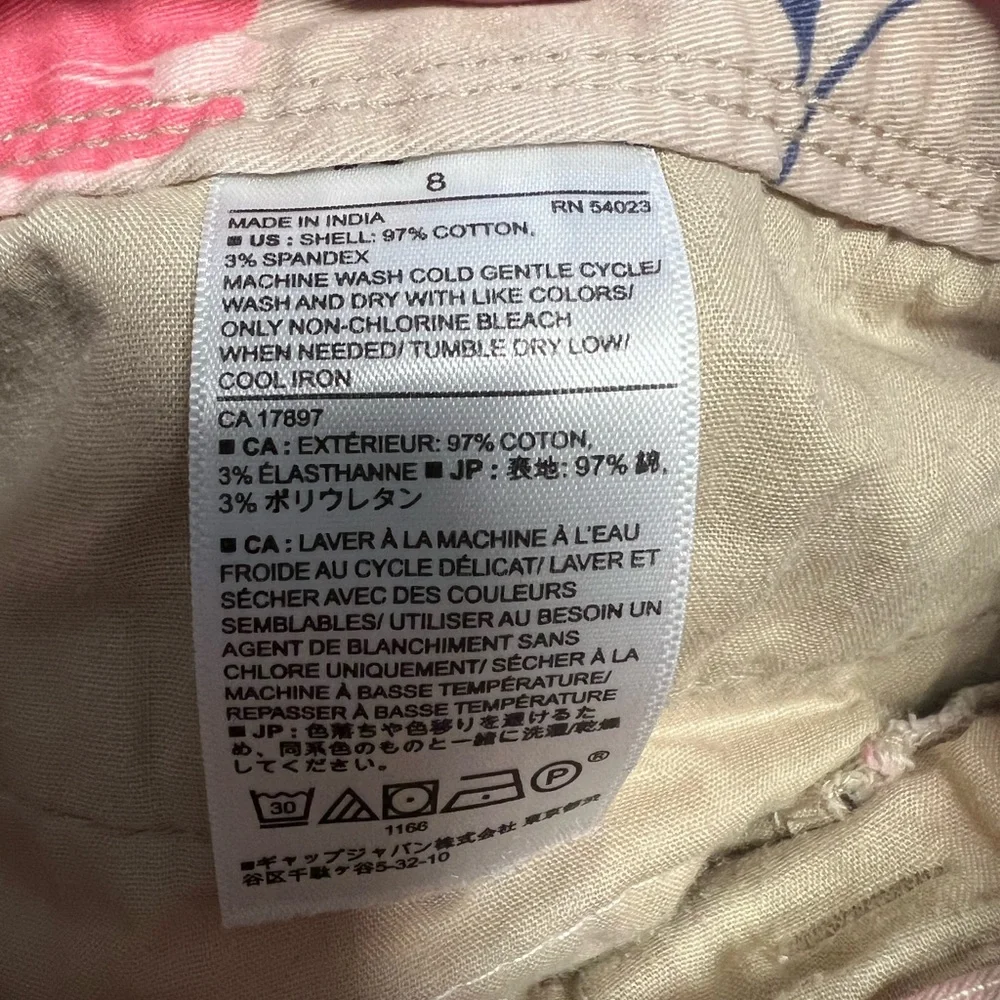 8
RN 54023
MADE IN INDIA
■ US : SHELL: 97% COTTON,
3% SPANDEX
MACHINE WASH COLD GENTLE CYCLE/
WASH AND DRY WITH LIKE COLORS/
ONLY NON-CHLORINE BLEACH
WHEN NEEDED/ TUMBLE DRY LOW/
COOL IRON
CA 17897
■ CA : EXTÉRIEUR: 97% COTON,
3% ÉLASTHANNE ■ JP : 表地: 97% 綿,
3% ポリウレタン
■ CA : LAVER À LA MACHINE À L'EAU
FROIDE AU CYCLE DÉLICAT/ LAVER ET
SÉCHER AVEC DES COULEURS
SEMBLABLES/ UTILISER AU BESOIN UN
AGENT DE BLANCHIMENT SANS
CHLORE UNIQUEMENT/ SÉCHER À LA
MACHINE À BASSE TEMPÉRATURE/
REPASSER À BASSE TEMPÉRATURE
■ JP : 色落ちや色移りを避けるた
め、同系色のものと一緒に洗濯/乾燥
してください。
30 P ®
1166
■ギャップジャパン株式会社 東京都渋
谷区千駄ヶ谷5-32-10